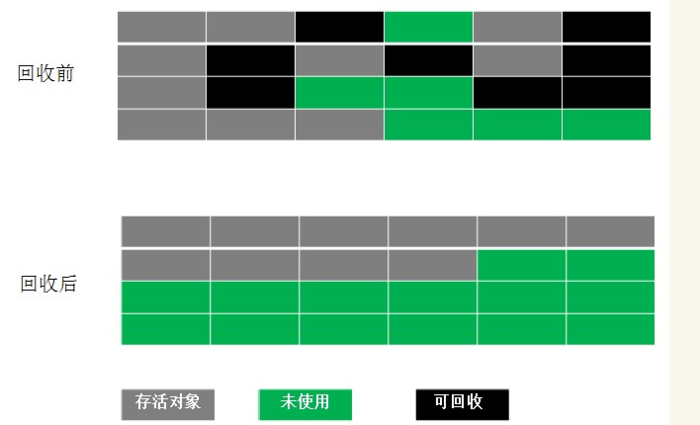 回收前
回收后
存活对象 未使用 可回收